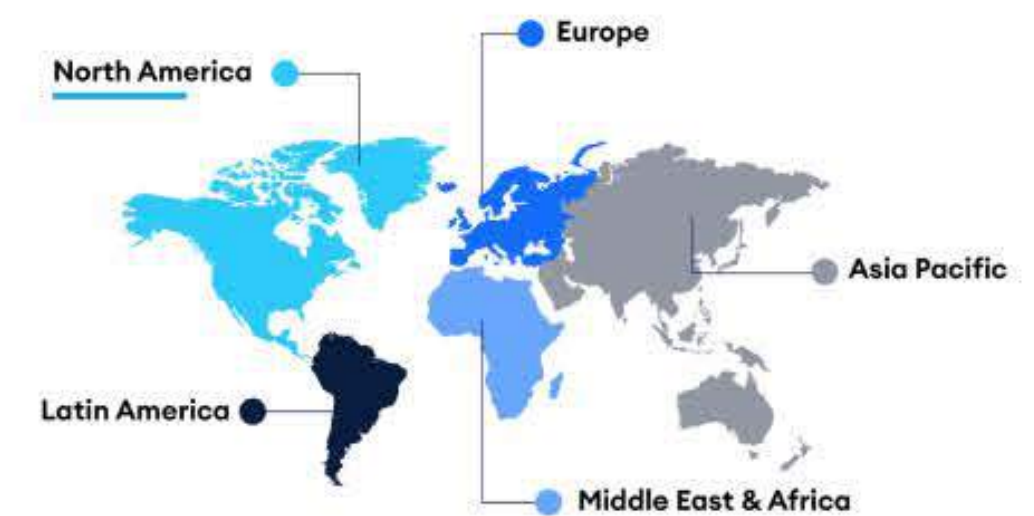 Europe
North America
Asia Pacific
Latin America
Middle East & Africa